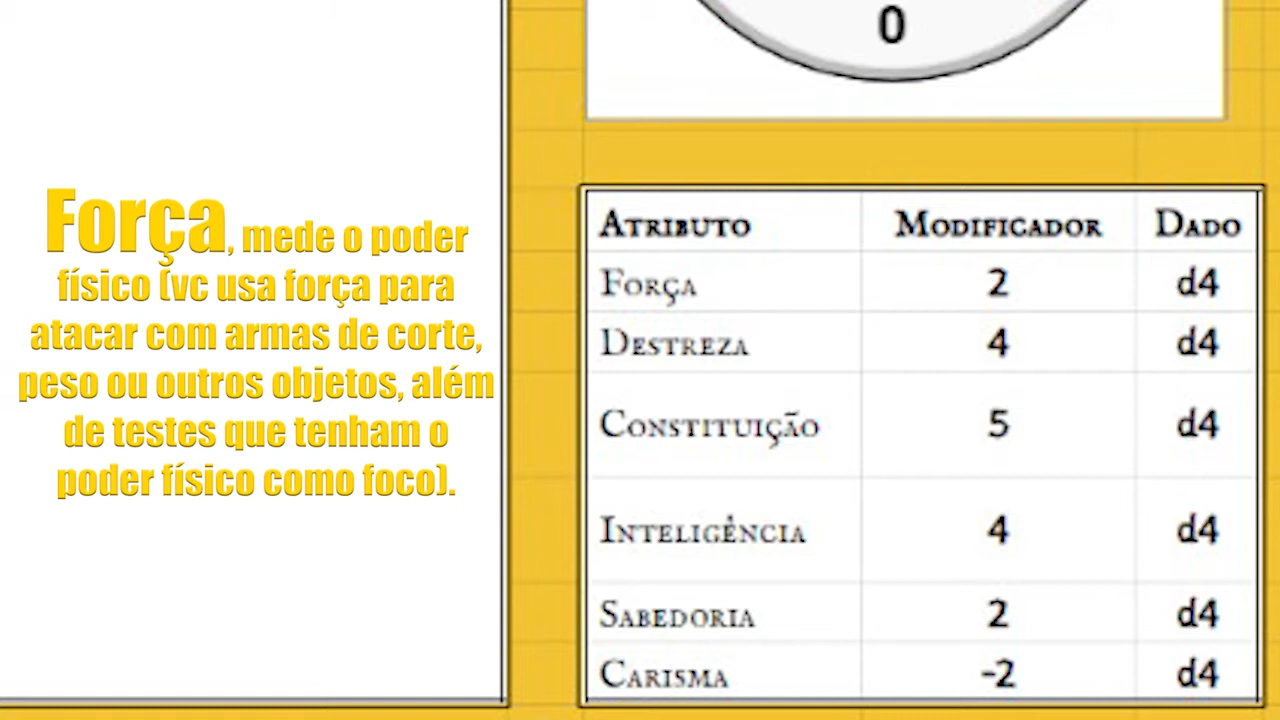 0
Força, mede o poder
físico (vc usa força para
atacar com armas de corte,
peso ou outros objetos, além
de testes que tenham o
poder físico como foco).
Atributo Modificador Dado
Força 2 d4
Destreza 4 d4
Constituição 5 d4
Inteligência 4 d4
Sabedoria 2 d4
Carisma -2 d4